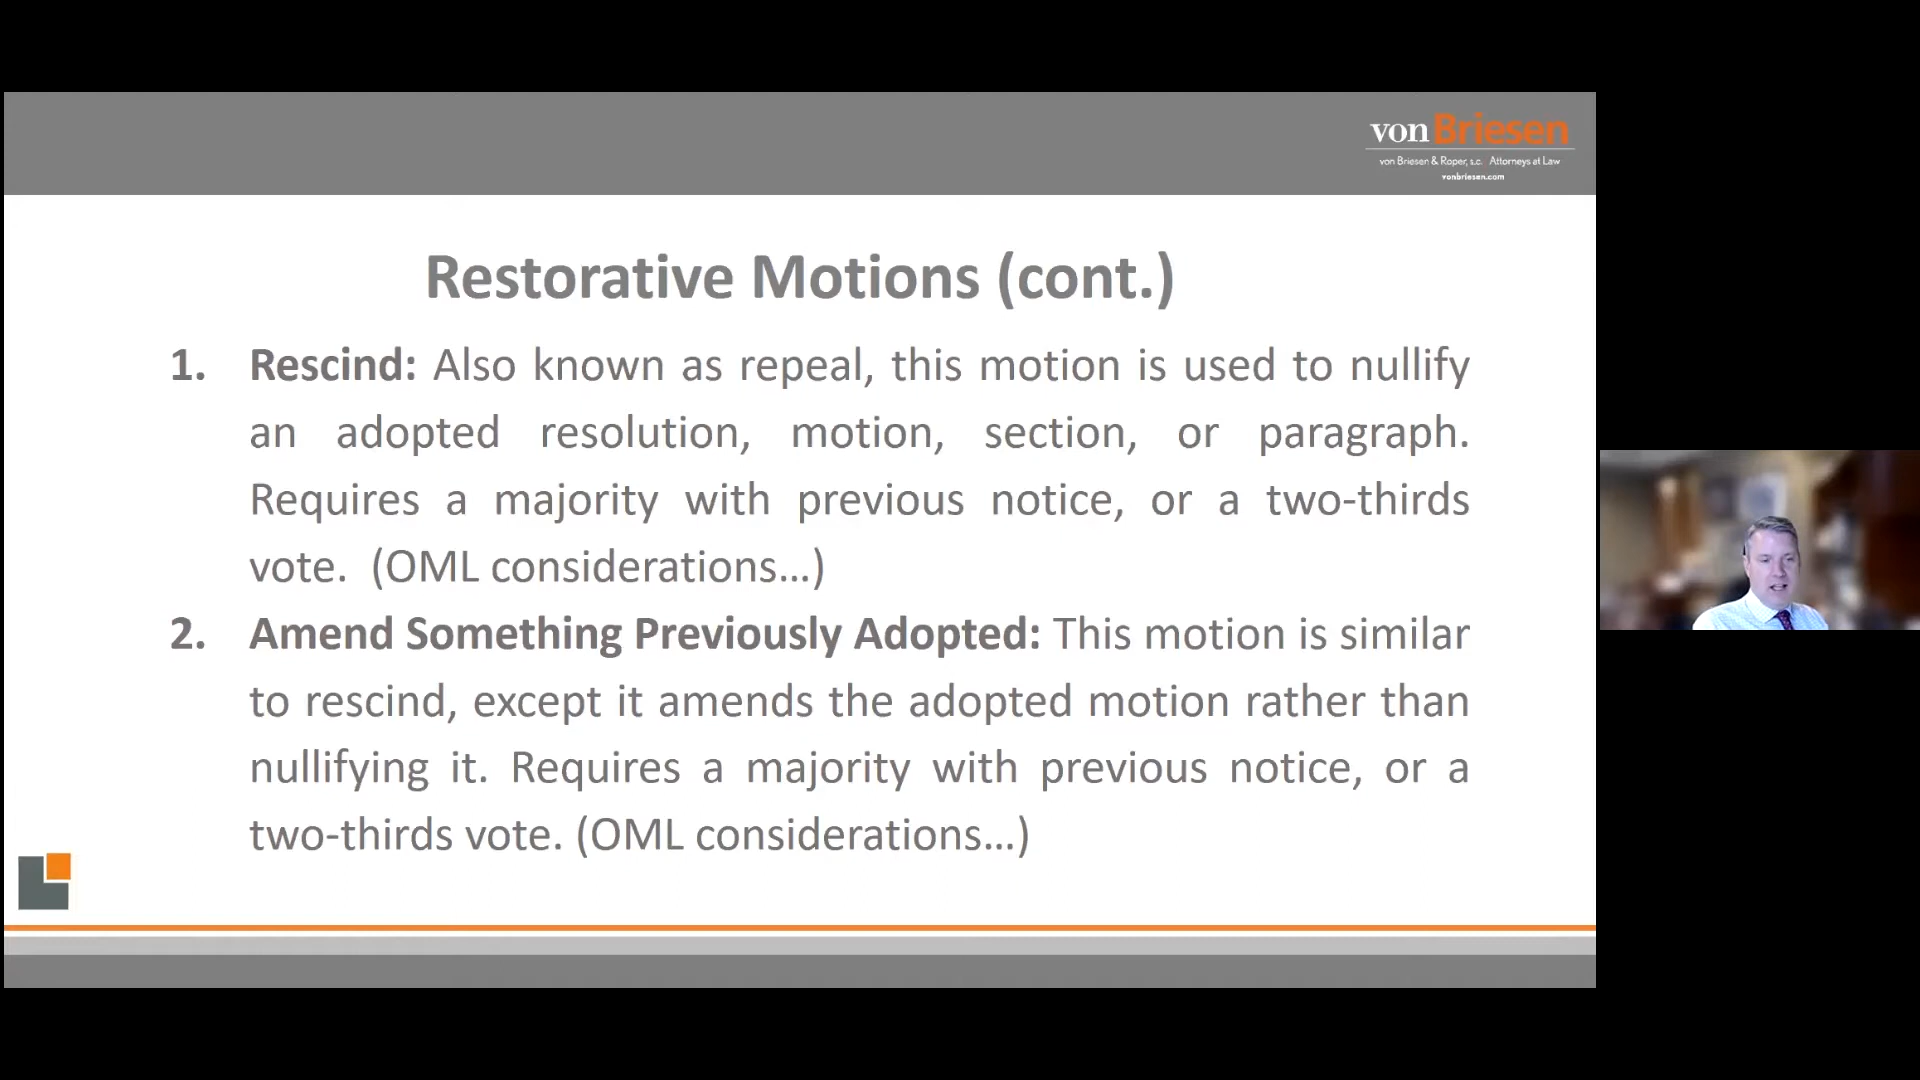 von Briesen
von Briesen & Roper, s.c. Attorneys at Law
vonbriesen.com
Restorative Motions (cont.)
1. Rescind: Also known as repeal, this motion is used to nullify
an adopted resolution, motion, section, or paragraph.
Requires a majority with previous notice, or a two-thirds
vote. (OML considerations...)
2. Amend Something Previously Adopted: This motion is similar
to rescind, except it amends the adopted motion rather than
nullifying it. Requires a majority with previous notice, or a
two-thirds vote. (OML considerations...)